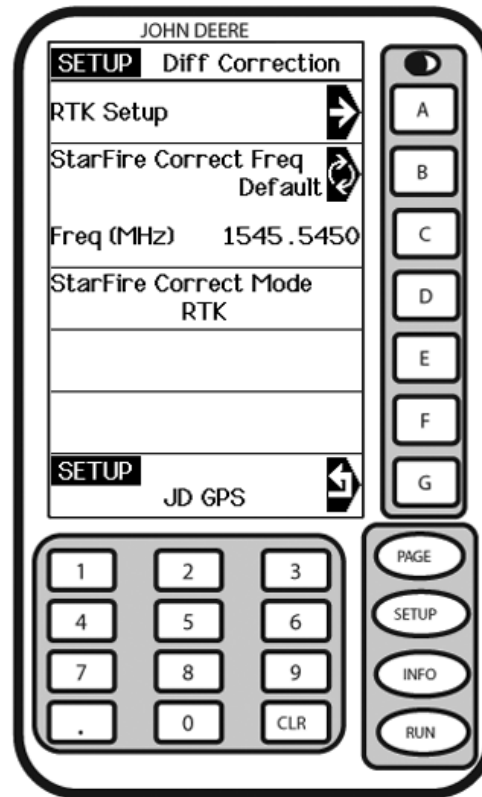 JOHN DEERE
SETUP Diff Correction
RTK Setup
A
StarFire Correct Freq
Default
B
Freq (MHz) 1545.5450
C
StarFire Correct Mode
RTK
D
E
F
SETUP
JD GPS
G
PAGE
1 2 3
SETUP
4 5 6
INFO
7 8 9
RUN
. 0 CLR